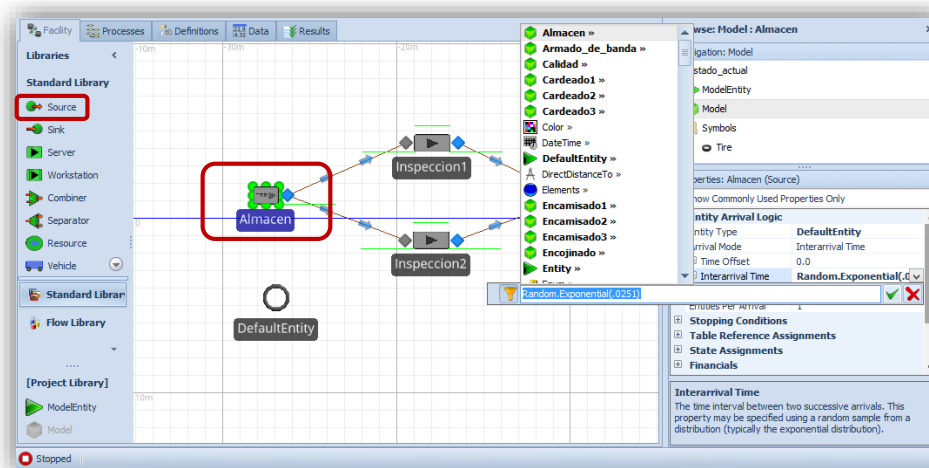 Facility
Processes
Definitions
Data
Results
Libraries
Standard Library
Source
Sink
Server
Workstation
Combiner
Separator
Resource
Vehicle
Standard Librar
Flow Library
[Project Library]
ModelEntity
Model
-10m
-30m
-20m
0
10m
Almacen
Inspeccion1
Inspeccion2
DefaultEntity
Almacen »
Armado_de_banda »
Calidad »
Cardeado1 »
Cardeado2 »
Cardeado3 »
Color »
DateTime »
DefaultEntity »
DirectDistanceTo »
Elements »
Encamisado1 »
Encamisado2 »
Encamisado3 »
Encojinado »
Entity »
Random.Exponential(.0251)
wse: Model : Almacen
igation: Model
stado_actual
ModelEntity
Model
Symbols
Tire
perties: Almacen (Source)
how Commonly Used Properties Only
Entity Arrival Logic
ntity Type DefaultEntity
rrival Mode Interarrival Time
Time Offset 0.0
Interarrival Time Random.Exponential(.0
Entities Per Arrival 1
Stopping Conditions
Table Reference Assignments
State Assignments
Financials
Interarrival Time
The time interval between two successive arrivals. This
property may be specified using a random sample from a
distribution (typically the exponential distribution).
Stopped